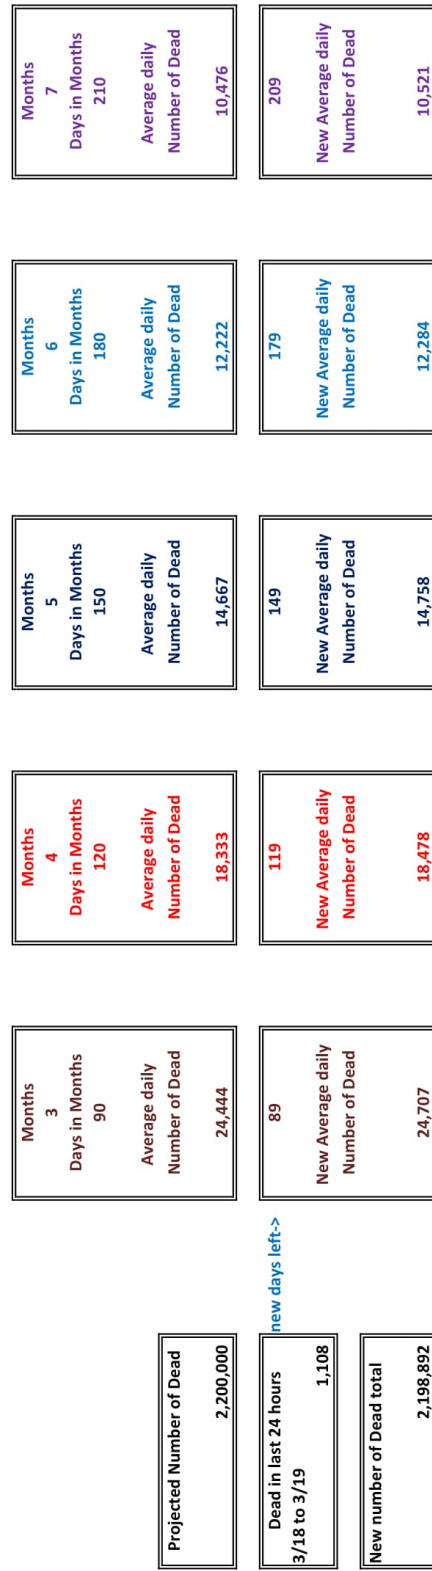 Months
3
Days in Months
90
Average daily
Number of Dead
24,444
Months
4
Days in Months
120
Average daily
Number of Dead
18,333
Months
5
Days in Months
150
Average daily
Number of Dead
14,667
Months
6
Days in Months
180
Average daily
Number of Dead
12,222
Months
7
Days in Months
210
Average daily
Number of Dead
10,476
Projected Number of Dead
2,200,000
Dead in last 24 hours
3/18 to 3/19
1,108
new days left->
89
New Average daily
Number of Dead
24,707
119
New Average daily
Number of Dead
18,478
149
New Average daily
Number of Dead
14,758
179
New Average daily
Number of Dead
12,284
209
New Average daily
Number of Dead
10,521
New number of Dead total
2,198,892